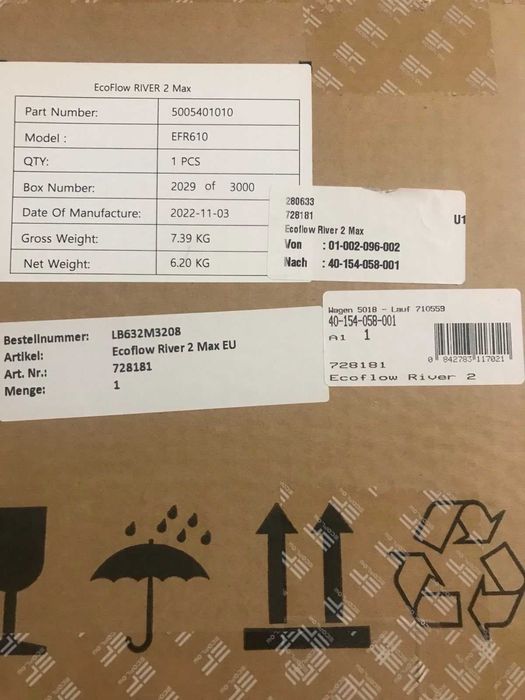 EcoFlow RIVER 2 Max
Part Number: 5005401010
Model : EFR610
QTY: 1 PCS
Box Number: 2029 of 3000
Date Of Manufacture: 2022-11-03
Gross Weight: 7.39 KG
Net Weight: 6.20 KG
280633
728181
Ecoflow River 2 Max
U1
Von : 01-002-096-002
Nach : 40-154-058-001
Wagen 5018 - Lauf 710559
40-154-058-001
A1 1
0 842783 117021
728181
Ecoflow River 2
Bestellnummer: LB632M3208
Artikel: Ecoflow River 2 Max EU
Art. Nr.: 728181
Menge: 1